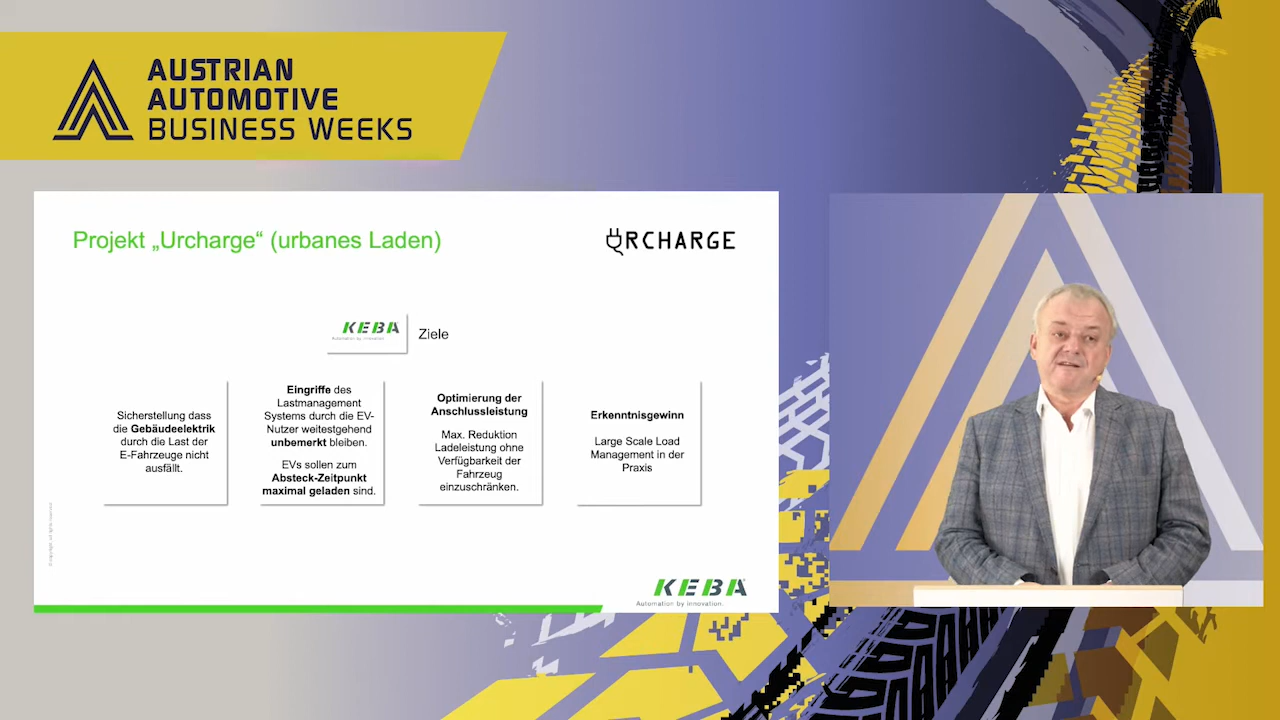 AUSTRIAN
AUTOMOTIVE
BUSINESS WEEKS
Projekt „Urcharge“ (urbanes Laden)
URCHARGE
KEBA
Automation by innovation.
Ziele
Sicherstellung dass
die Gebäudeelektrik
durch die Last der
E-Fahrzeuge nicht
ausfällt.
Eingriffe des
Lastmanagement
Systems durch die EV-
Nutzer weitestgehend
unbemerkt bleiben.
EVs sollen zum
Absteck-Zeitpunkt
maximal geladen sind.
Optimierung der
Anschlussleistung
Max. Reduktion
Ladeleistung ohne
Verfügbarkeit der
Fahrzeug
einzuschränken.
Erkenntnisgewinn
Large Scale Load
Management in der
Praxis
KEBA
Automation by innovation.